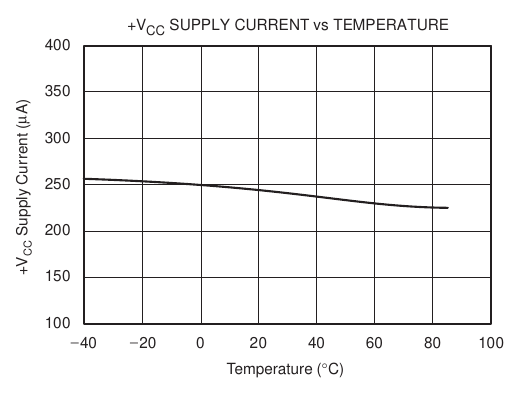 +VCC SUPPLY CURRENT vs TEMPERATURE
400
350
300
250
200
150
100
+VCC Supply Current (µA)
−40 −20 0 20 40 60 80 100
Temperature (°C)